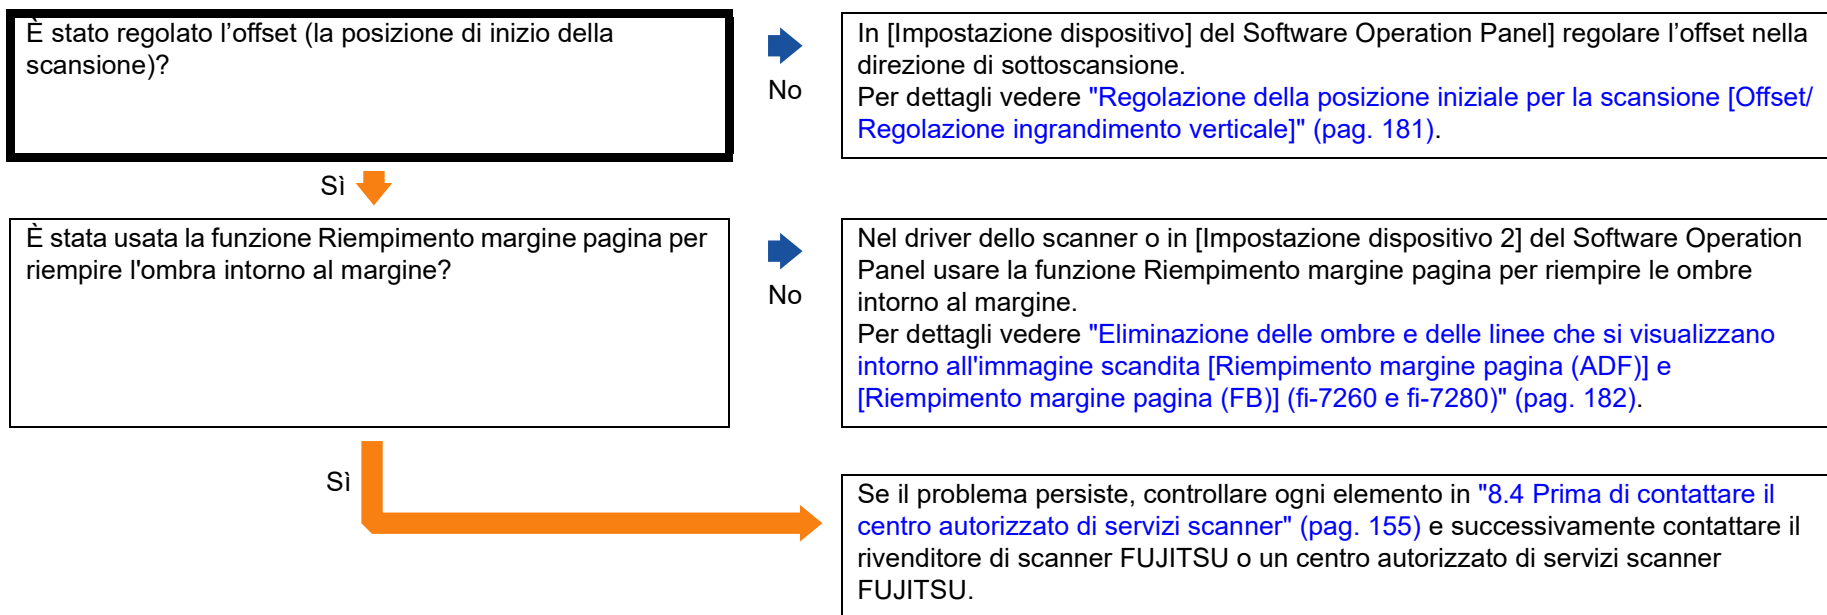 È stato regolato l’offset (la posizione di inizio della
scansione)?
No
In [Impostazione dispositivo] del Software Operation Panel] regolare l’offset nella
direzione di sottoscansione.
Per dettagli vedere "Regolazione della posizione iniziale per la scansione [Offset/
Regolazione ingrandimento verticale]" (pag. 181).
Sì
È stata usata la funzione Riempimento margine pagina per
riempire l'ombra intorno al margine?
No
Nel driver dello scanner o in [Impostazione dispositivo 2] del Software Operation
Panel usare la funzione Riempimento margine pagina per riempire le ombre
intorno al margine.
Per dettagli vedere "Eliminazione delle ombre e delle linee che si visualizzano
intorno all'immagine scandita [Riempimento margine pagina (ADF)] e
[Riempimento margine pagina (FB)] (fi-7260 e fi-7280)" (pag. 182).
Sì
Se il problema persiste, controllare ogni elemento in "8.4 Prima di contattare il
centro autorizzato di servizi scanner" (pag. 155) e successivamente contattare il
rivenditore di scanner FUJITSU o un centro autorizzato di servizi scanner
FUJITSU.